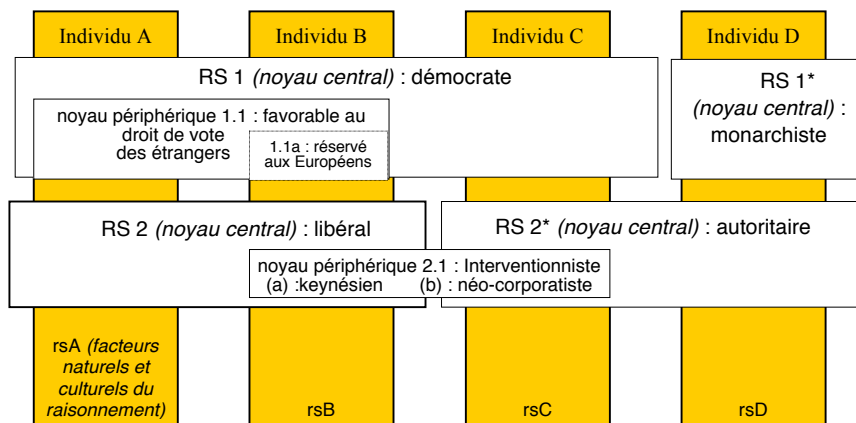 Individu A
Individu B
Individu C
Individu D
RS 1 (noyau central) : démocrate
RS 1*
(noyau central) :
monarchiste
noyau périphérique 1.1 : favorable au
droit de vote
des étrangers
1.1a : réservé
aux Européens
RS 2 (noyau central) : libéral
RS 2* (noyau central) : autoritaire
noyau périphérique 2.1 : Interventionniste
(a) :keynésien (b) : néo-corporatiste
rsA (facteurs
naturels et
culturels du
raisonnement)
rsB
rsC
rsD